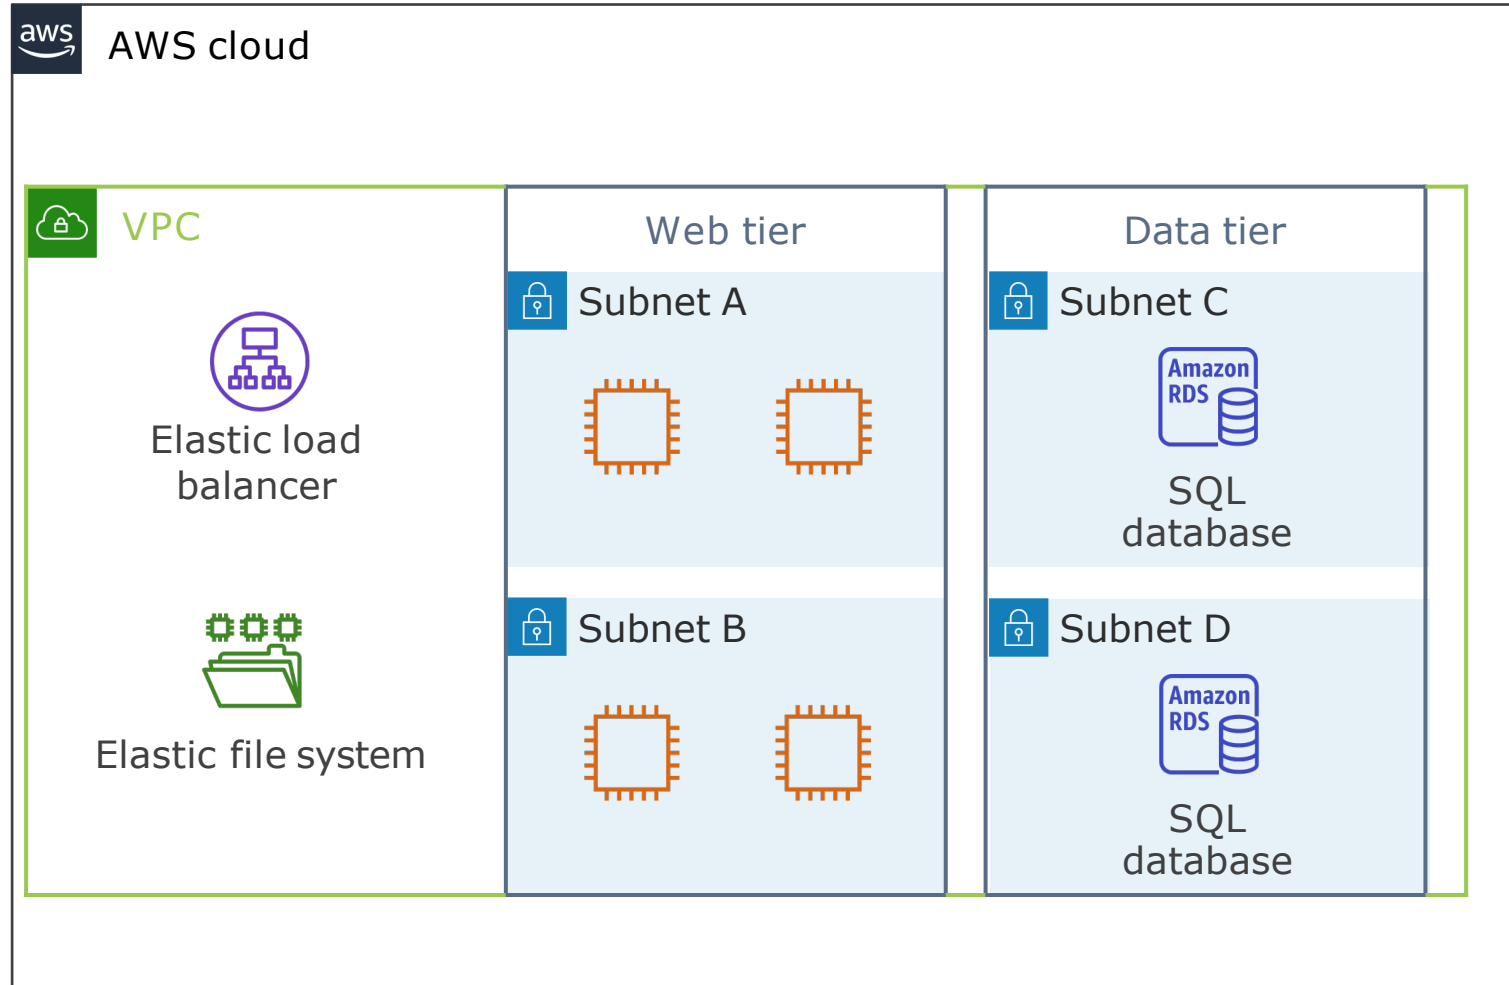 aws
AWS cloud
VPC
Elastic load
balancer
Elastic file system
Web tier
Subnet A
Subnet B
Data tier
Subnet C
Amazon
RDS
SQL
database
Subnet D
Amazon
RDS
SQL
database